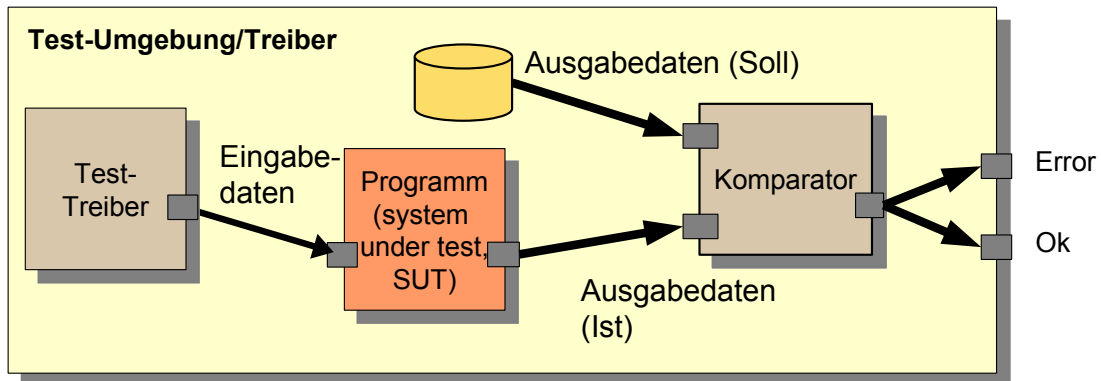 Test-Umgebung/Treiber
Ausgabedaten (Soll)
Test-
Treiber
Eingabe-
daten
Programm
(system
under test,
SUT)
Komparator
Ausgabedaten
(Ist)
Error
Ok